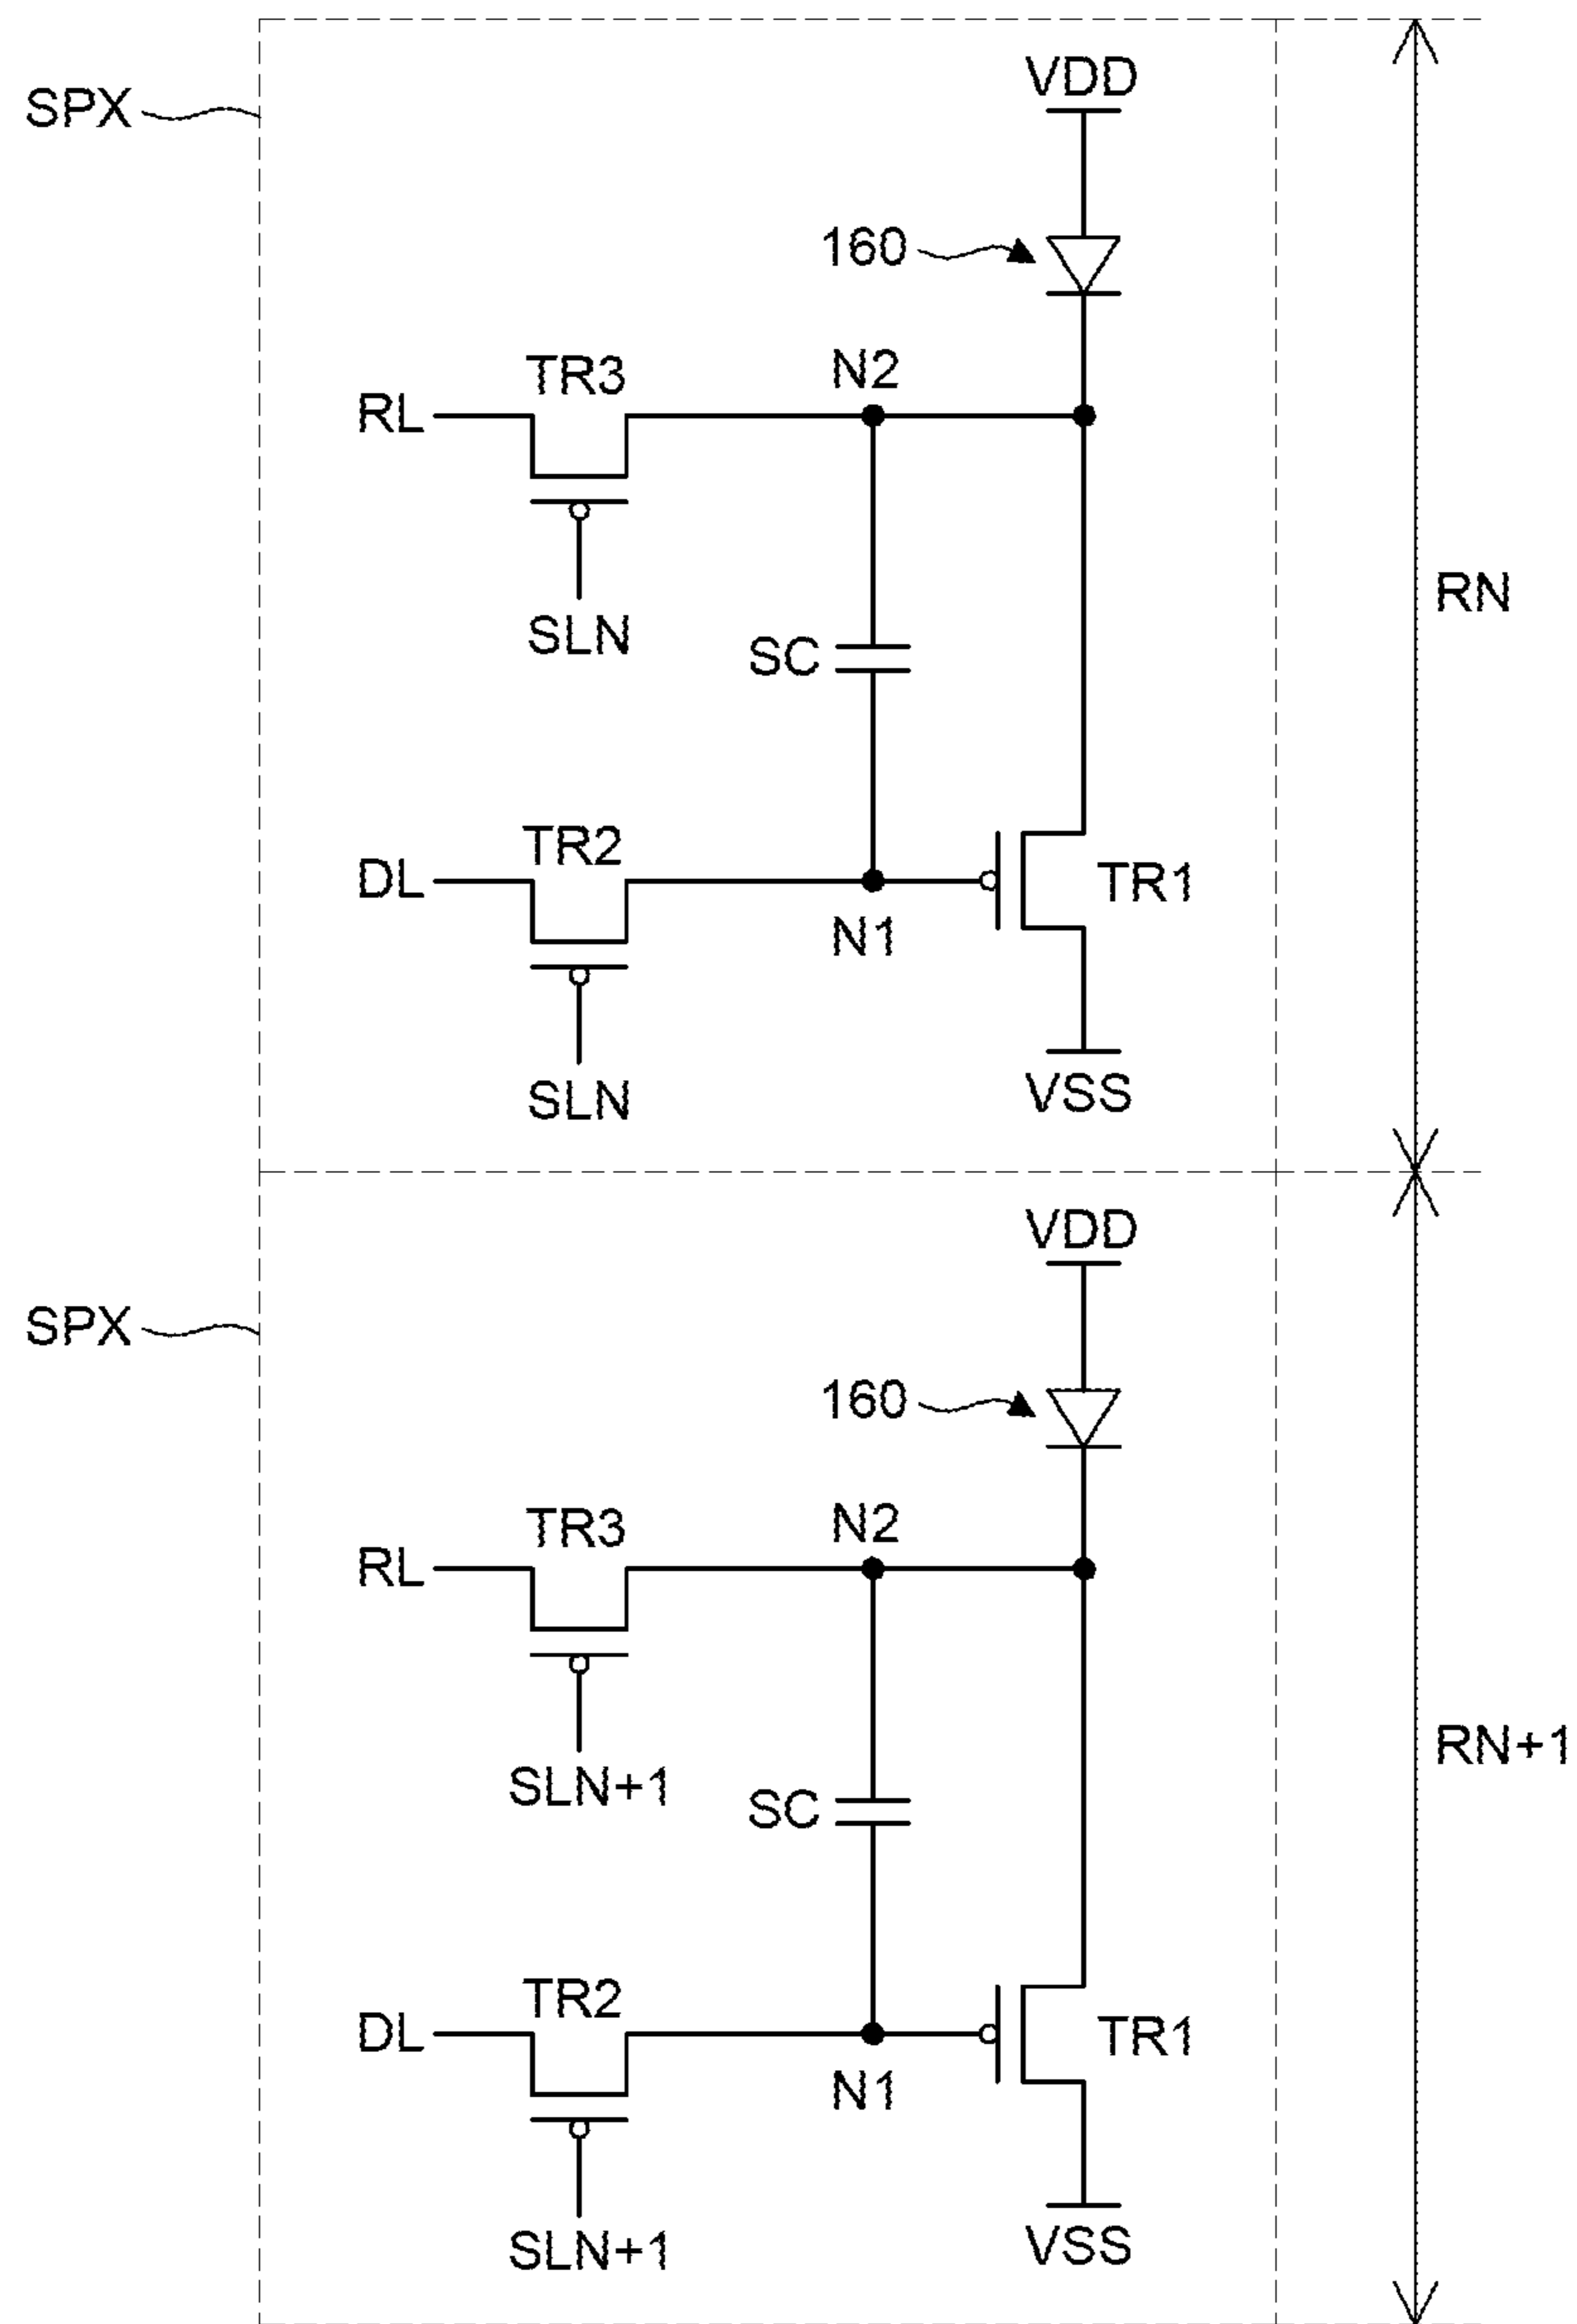 VDD
SPX
160
TR3
N2
RL
RN
SLN
SC
TR2
DL
TR1
N1
SLN
VSS
VDD
SPX
160
TR3
N2
RL
RN+1
SLN+1
SC
TR2
DL
TR1
N1
SLN+1
VSS